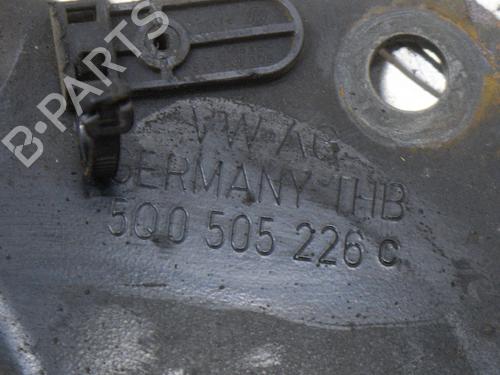 B-PARTS
VW AG
GERMANY THB
5Q0 505 226 C